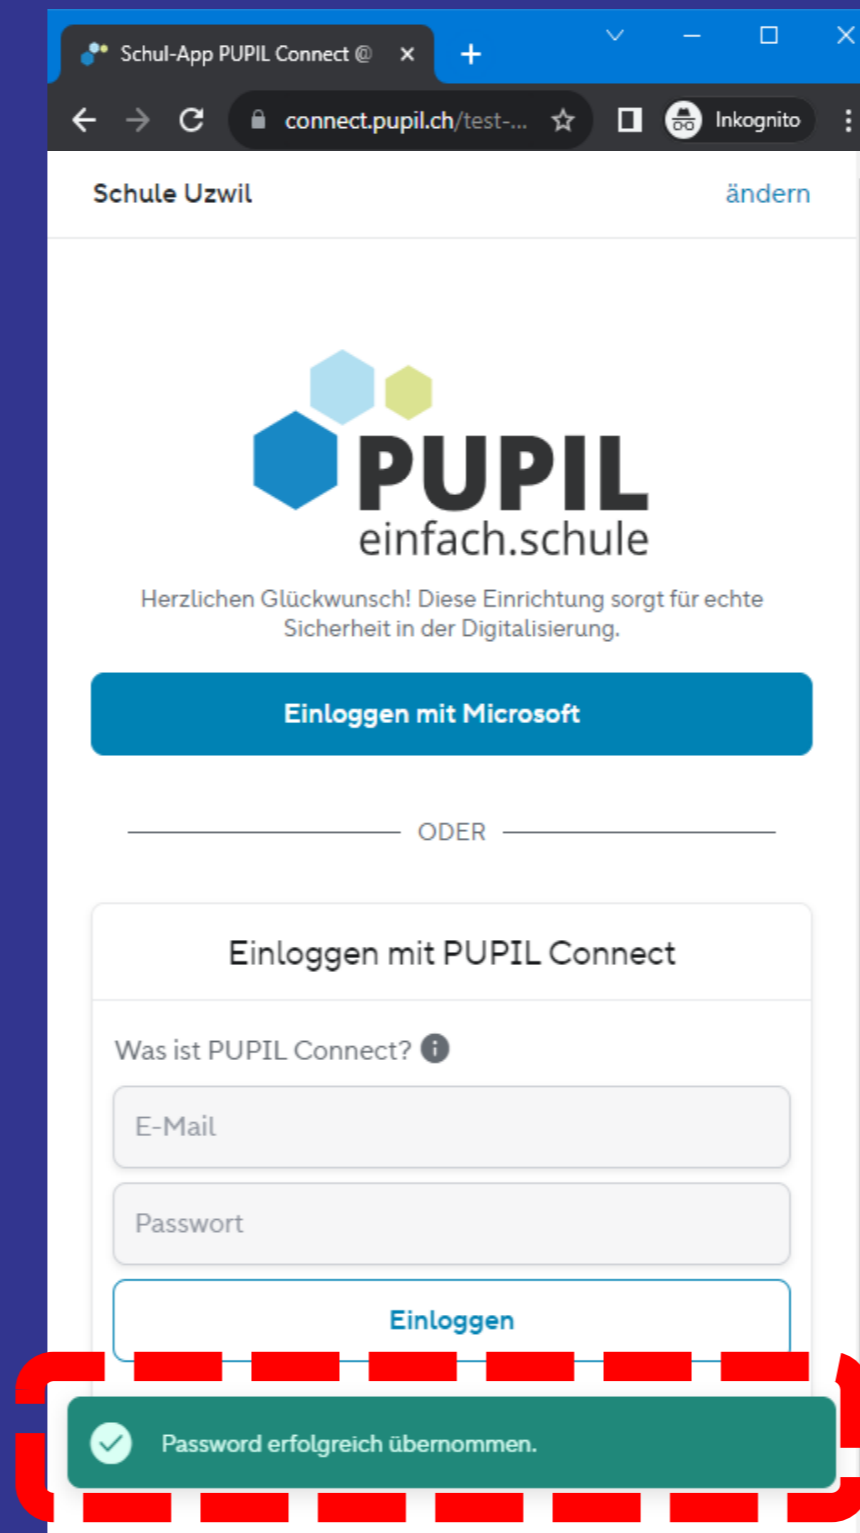 Schul-App PUPIL Connect @
connect.pupil.ch/test-...
Inkognito
Schule Uzwil
ändern
PUPIL
einfach.schule
Herzlichen Glückwunsch! Diese Einrichtung sorgt für echte
Sicherheit in der Digitalisierung.
Einloggen mit Microsoft
ODER
Einloggen mit PUPIL Connect
Was ist PUPIL Connect?
E-Mail
Passwort
Einloggen
Password erfolgreich übernommen.